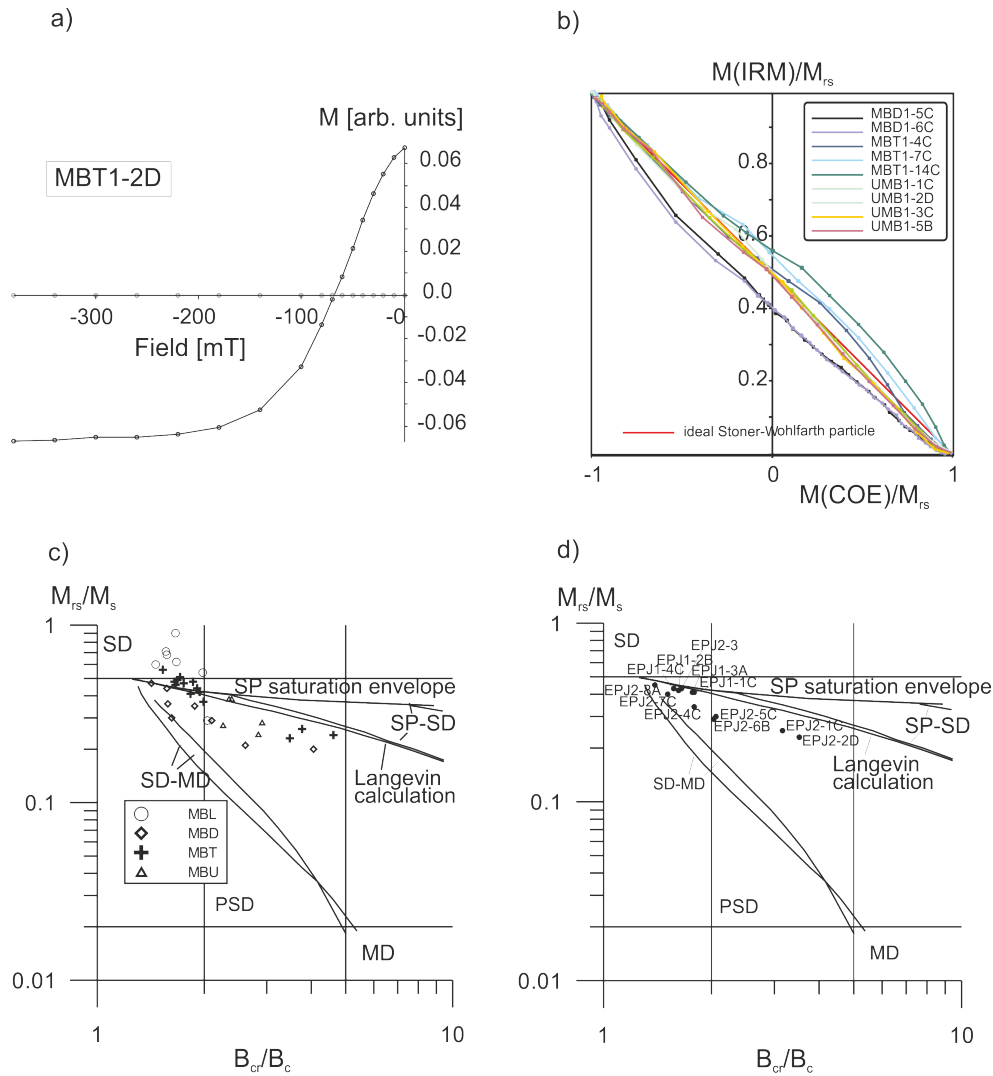 a)
M [arb. units]
MBT1-2D
0.06
0.04
0.02
0.0
-300
-200
-100
-0
Field [mT]
-0.02
-0.04
-0.06
b)
M(IRM)/Mrs
MBD1-5C
MBD1-6C
MBT1-4C
MBT1-7C
MBT1-14C
UMB1-1C
UMB1-2D
UMB1-3C
UMB1-5B
0.8
0.6
0.4
0.2
ideal Stoner-Wohlfarth particle
-1
0
1
M(COE)/Mrs
c)
Mrs/Ms
1
SD
SP saturation envelope
SP-SD
SD-MD
Langevin
calculation
0.1
MBL
MBD
MBT
MBU
PSD
MD
0.01
1
10
Bcr/Bc
d)
Mrs/Ms
1
SD
EPJ2-3
EPJ1-2B
EPJ1-4C
EPJ1-3A
EPJ1-1C
SP saturation envelope
EPJ2-8A
EPJ2-7C
EPJ2-4C
EPJ2-5C
EPJ2-6B
EPJ2-1C
EPJ2-2D
SP-SD
SD-MD
Langevin
calculation
0.1
PSD
MD
0.01
1
10
Bcr/Bc